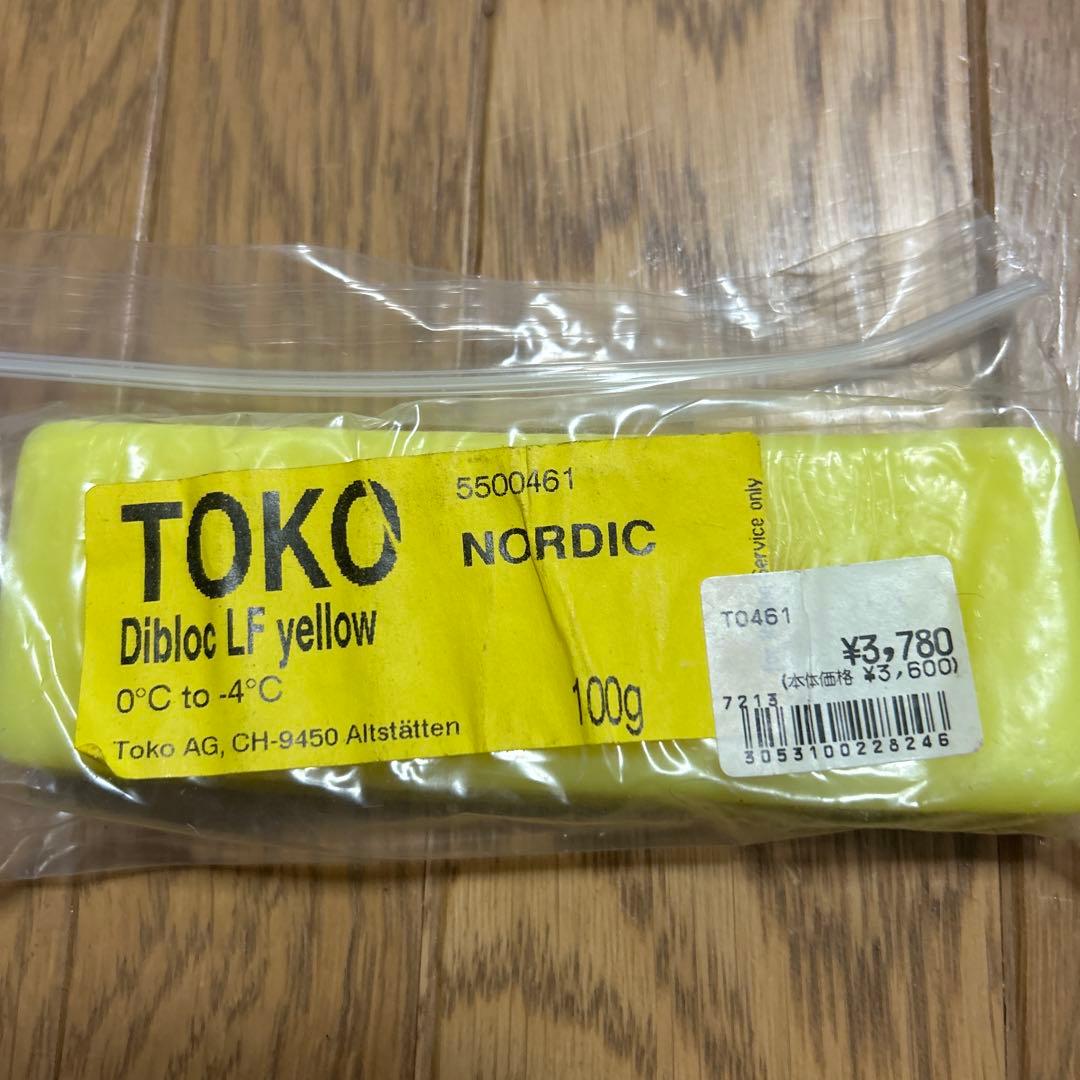 TOKO
5500461
NORDIC
Dibloc LF yellow
0°C to -4°C
100g
Toko AG, CH-9450 Altstätten
service only
T0461
¥3,780
(本体価格 ¥3,600)
7213
3053100228246